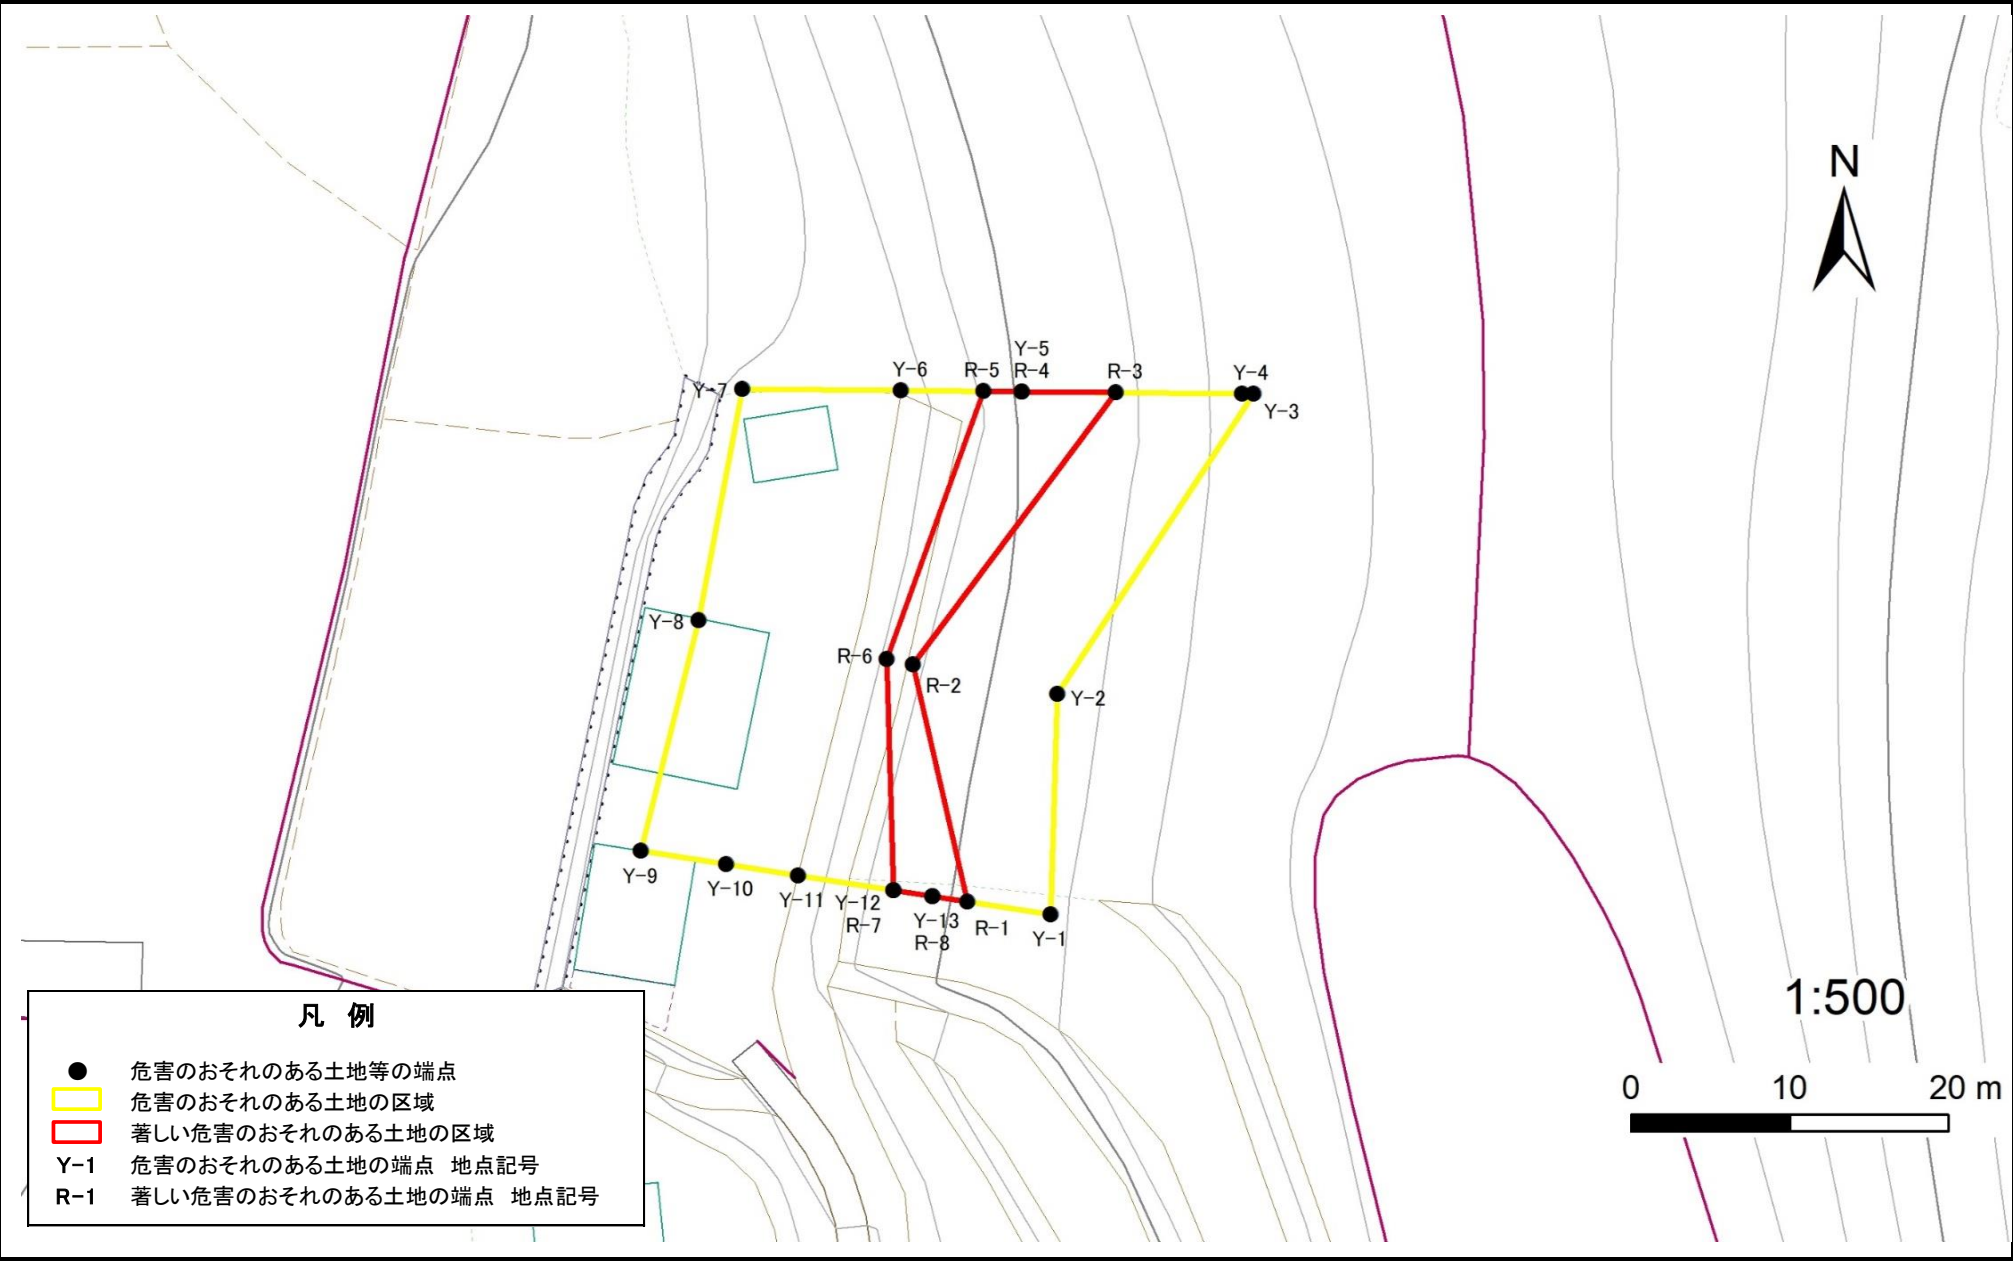 N
Y-5
Y-6
R-5
R-4
R-3
Y-4
Y-7
Y-3
Y-8
R-6
R-2
Y-2
Y-9
Y-10
Y-11
Y-12
R-7
Y-13
R-8
R-1
Y-1
1:500
0 10 20 m
凡 例
危害のおそれのある土地等の端点
危害のおそれのある土地の区域
著しい危害のおそれのある土地の区域
Y-1 危害のおそれのある土地の端点 地点記号
R-1 著しい危害のおそれのある土地の端点 地点記号